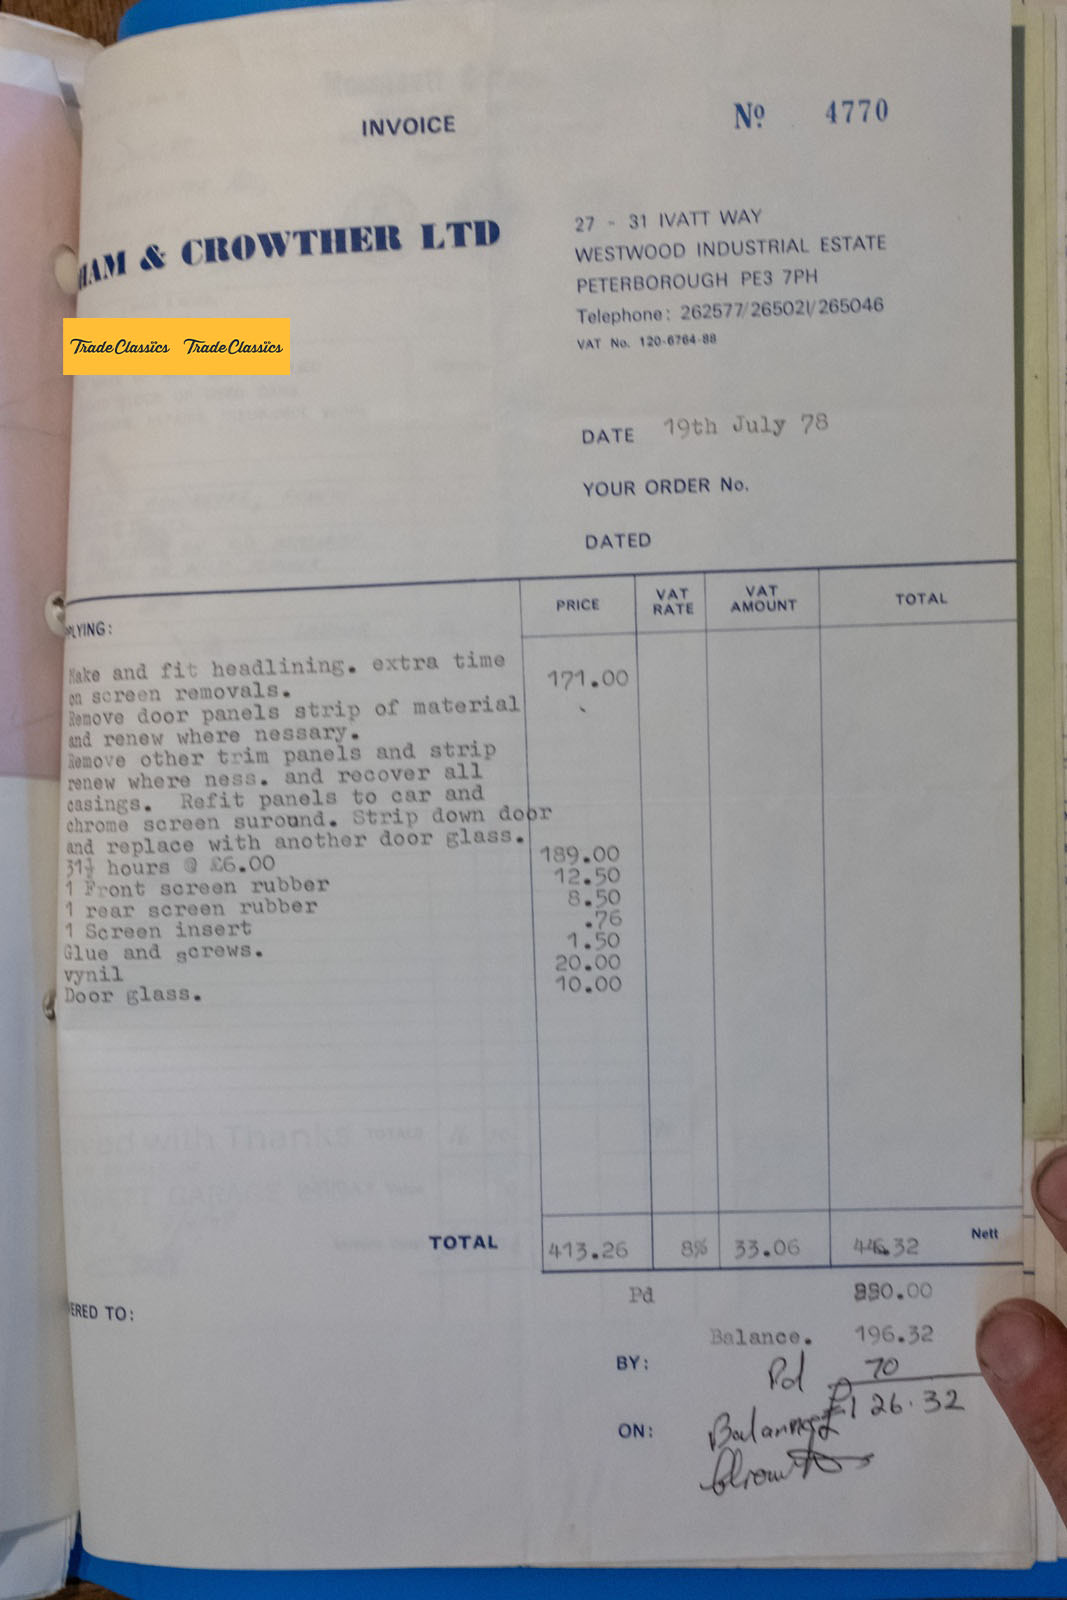 INVOICE
Nº 4770
HAM & CROWTHER LTD
27 - 31 IVATT WAY
WESTWOOD INDUSTRIAL ESTATE
PETERBOROUGH PE3 7PH
Telephone: 262577/265021/265046
VAT No. 120-6764-88
TradeClassics TradeClassics
DATE 19th July 78
YOUR ORDER No.
DATED
PRICE VAT RATE VAT AMOUNT TOTAL
PLYING:
Make and fit headlining. extra time
on screen removals. 171.00
Remove door panels strip of material
and renew where nessary.
Remove other trim panels and strip
renew where ness. and recover all
casings. Refit panels to car and
chrome screen suround. Strip down door
and replace with another door glass.
31½ hours @ £6.00 189.00
1 Front screen rubber 12.50
1 rear screen rubber 8.50
1 Screen insert .76
Glue and screws. 1.50
vynil 20.00
Door glass. 10.00
TOTAL 413.26 8% 33.06 446.32 Nett
Pd .00
ERED TO:
Balance. 196.32
BY: Pd 70
£126.32
ON: Balance